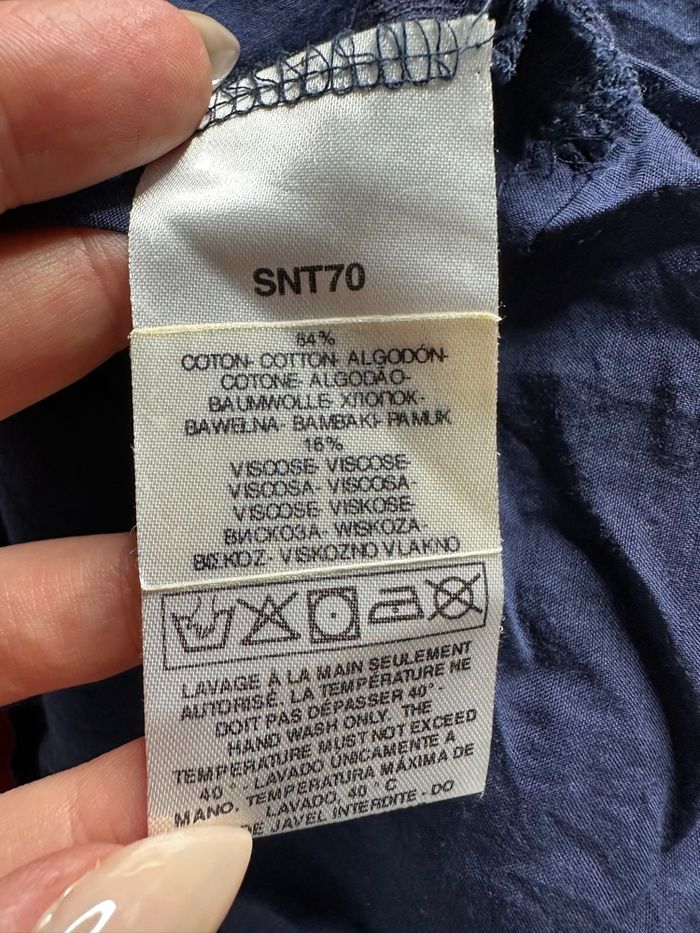 SNT70
84%
COTON- COTTON- ALGODÓN-
COTONE- ALGODÃO-
BAUMWOLLE- ХЛОПОК-
BAWEŁNA- BAMBAKI- PAMUK
16%
VISCOSE- VISCOSE-
VISCOSA- VISCOSA-
VISCOSE- VISKOSE-
ВИСКОЗА- WISKOZA-
VISKOZNO VLAKNO
LAVAGE À LA MAIN SEULEMENT
AUTORISÉ. LA TEMPÉRATURE NE
DOIT PAS DÉPASSER 40°-
HAND WASH ONLY. THE
TEMPERATURE MUST NOT EXCEED
40°-LAVADO ÚNICAMENTE A
MANO. TEMPERATURA MÁXIMA DE
LAVADO. 40° C
DE JAVEL INTERDITE - DO